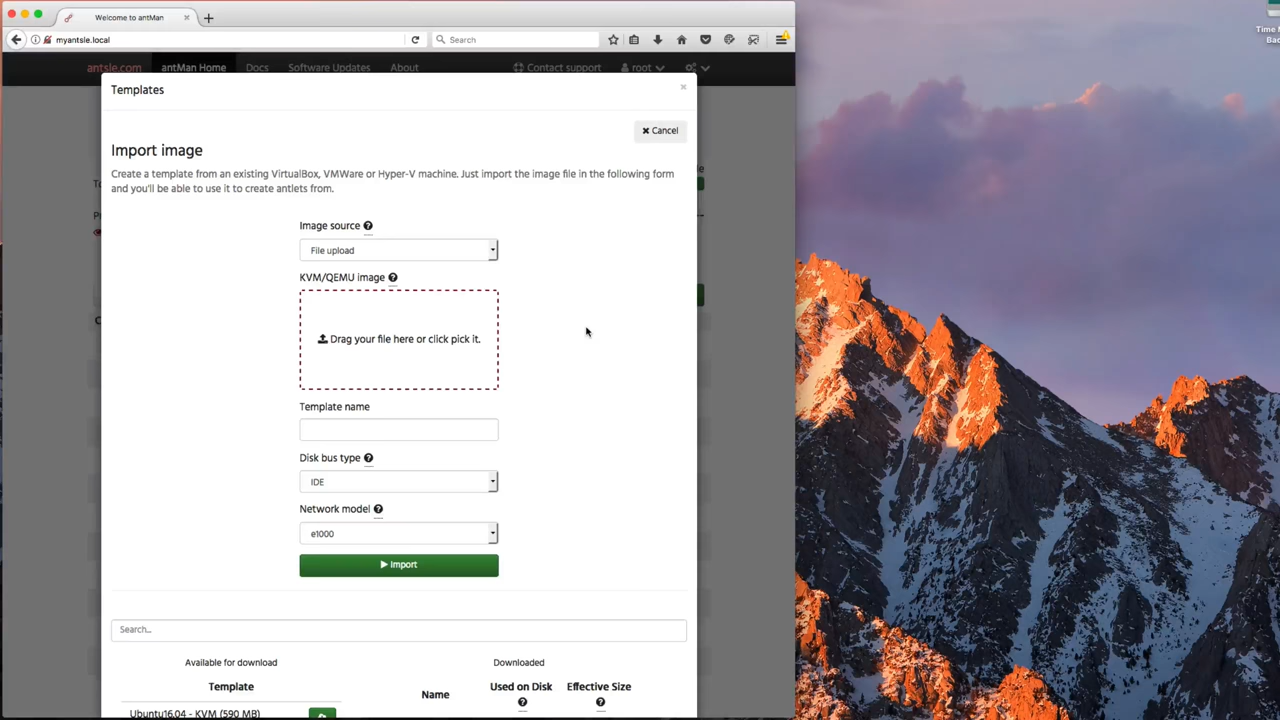 Welcome to antMan
myantsle.local
Search
antsle.com antMan Home Docs Software Updates About Contact support root
Templates
Cancel
Import image
Create a template from an existing VirtualBox, VMWare or Hyper-V machine. Just import the image file in the following form
and you'll be able to use it to create antlets from.
Image source
File upload
KVM/QEMU image
Drag your file here or click pick it.
Template name
Disk bus type
IDE
Network model
e1000
Import
Search...
Available for download Downloaded
Template Name Used on Disk Effective Size
Ubuntu16.04 - KVM (590 MB)